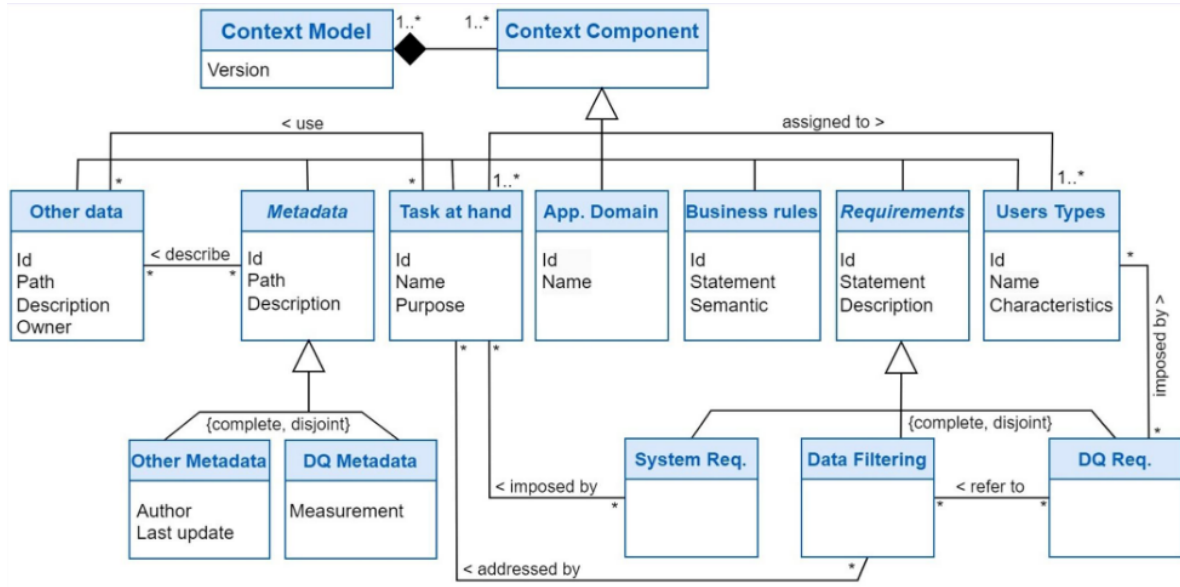 Context Model
1..*
1..*
Context Component
Version
< use
assigned to >
*
*
1..*
1..*
Other data
Metadata
Task at hand
App. Domain
Business rules
Requirements
Users Types
Id
Path
Description
Owner
< describe
*
*
Id
Path
Description
Id
Name
Purpose
Id
Name
Id
Statement
Semantic
Id
Statement
Description
Id
Name
Characteristics
*
imposed by >
*
*
*
{complete, disjoint}
{complete, disjoint}
Other Metadata
DQ Metadata
System Req.
Data Filtering
DQ Req.
Author
Last update
Measurement
< imposed by
*
< refer to
*
*
< addressed by
*